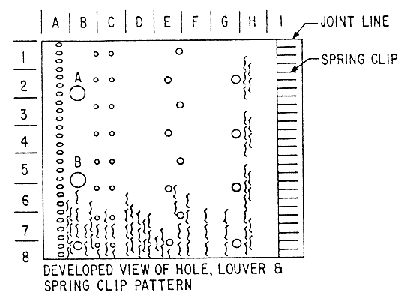 A B C D E F G H I
JOINT LINE
SPRING CLIP
1
2
3
4
5
6
7
8
A
B
DEVELOPED VIEW OF HOLE, LOUVER &
SPRING CLIP PATTERN